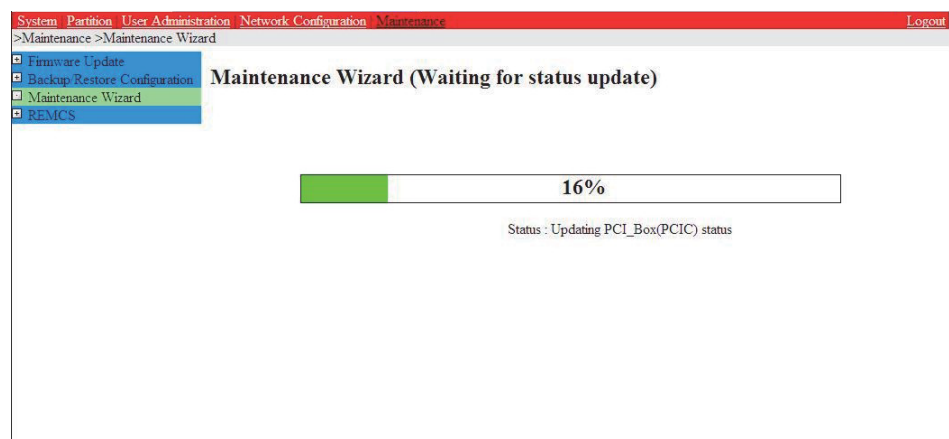 System | Partition | User Administration | Network Configuration | Maintenance Logout
>Maintenance >Maintenance Wizard
Firmware Update
Backup/Restore Configuration
Maintenance Wizard
REMCS
Maintenance Wizard (Waiting for status update)
16%
Status : Updating PCI_Box(PCIC) status